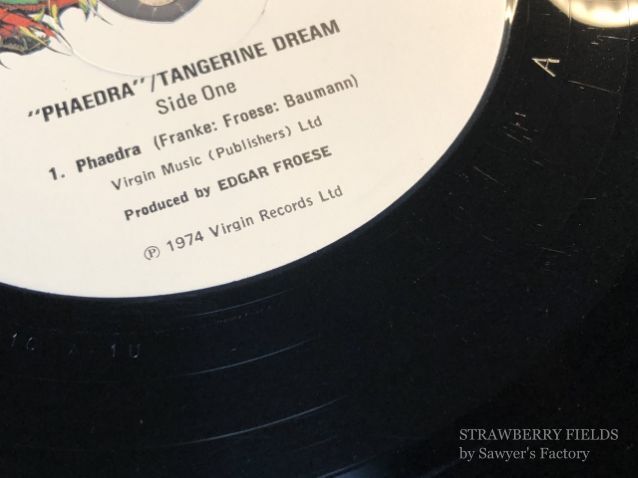 "PHAEDRA"/TANGERINE DREAM
Side One
1. Phaedra (Franke: Froese: Baumann)
Virgin Music (Publishers) Ltd
Produced by EDGAR FROESE
Ⓟ 1974 Virgin Records Ltd
A
STRAWBERRY FIELDS
by Sawyer's Factory